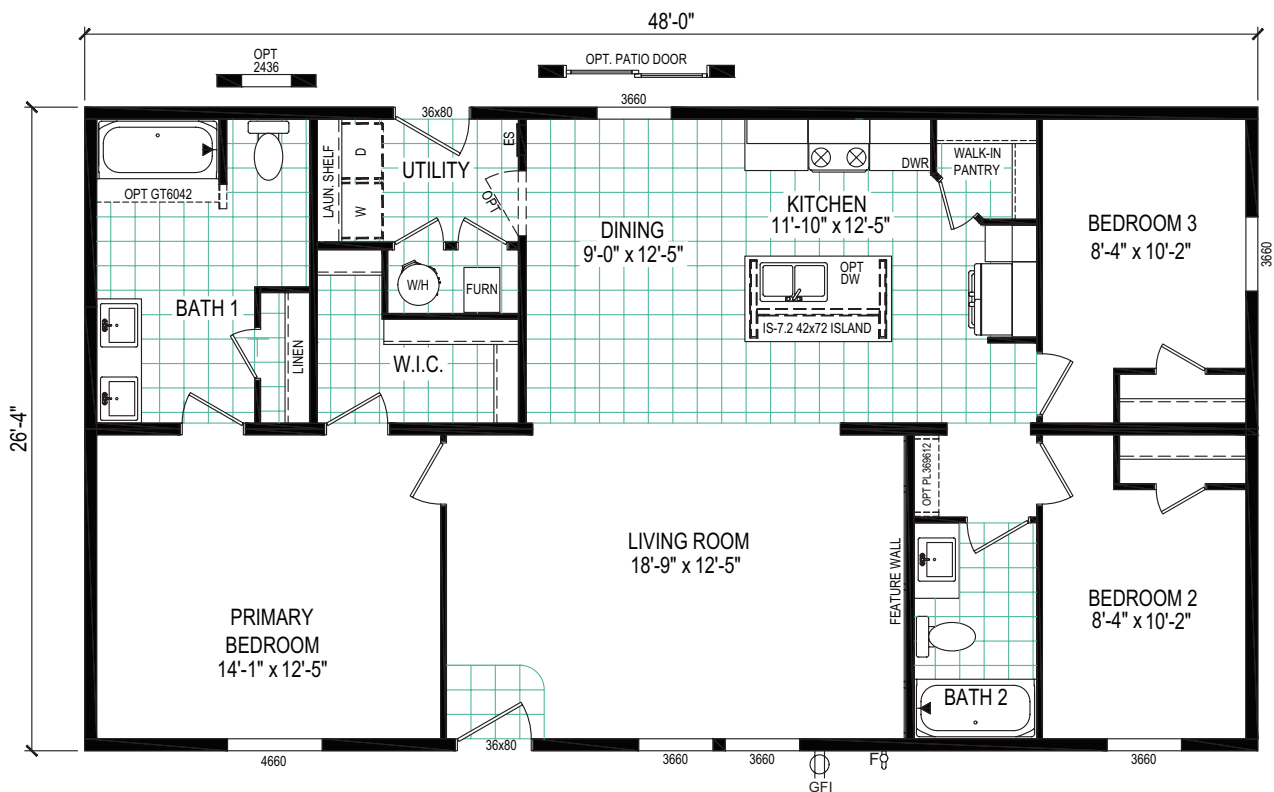 48'-0"
OPT
2436
OPT. PATIO DOOR
36x80
3660
OPT GT6042
LAUN. SHELF
D
W
UTILITY
ES
OPT
DWR
WALK-IN
PANTRY
KITCHEN
11'-10" x 12'-5"
DINING
9'-0" x 12'-5"
BEDROOM 3
8'-4" x 10'-2"
3660
W/H
FURN
OPT
DW
IS-7.2 42x72 ISLAND
BATH 1
LINEN
W.I.C.
26'-4"
OPT PL369612
LIVING ROOM
18'-9" x 12'-5"
FEATURE WALL
PRIMARY
BEDROOM
14'-1" x 12'-5"
BEDROOM 2
8'-4" x 10'-2"
BATH 2
4660
36x80
3660
3660
3660
F
GFI